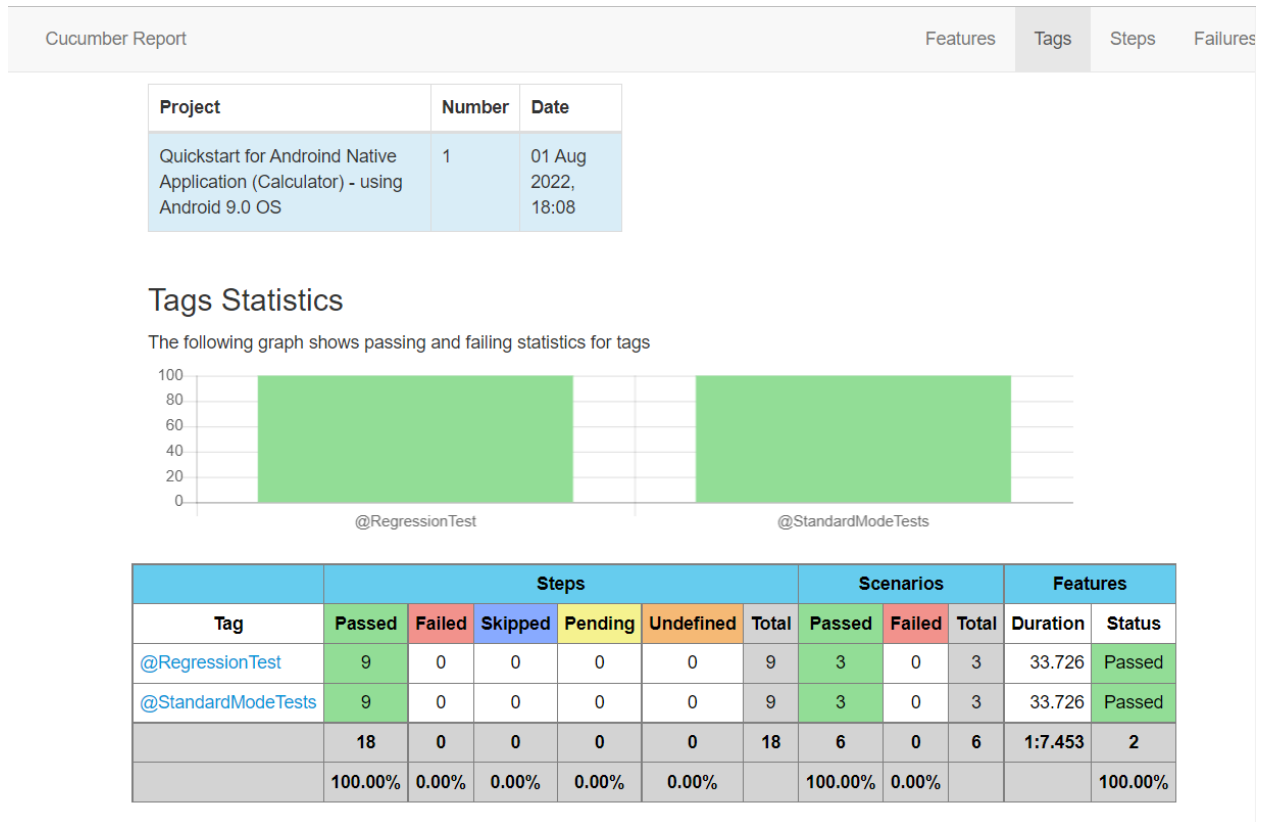 Cucumber Report Features Tags Steps Failures
Project Number Date
Quickstart for Androind Native 1 01 Aug
Application (Calculator) - using 2022,
Android 9.0 OS 18:08
Tags Statistics
The following graph shows passing and failing statistics for tags
100
80
60
40
20
0
@RegressionTest @StandardModeTests
Steps Scenarios Features
Tag Passed Failed Skipped Pending Undefined Total Passed Failed Total Duration Status
@RegressionTest 9 0 0 0 0 9 3 0 3 33.726 Passed
@StandardModeTests 9 0 0 0 0 9 3 0 3 33.726 Passed
18 0 0 0 0 18 6 0 6 1:7.453 2
100.00% 0.00% 0.00% 0.00% 0.00% 100.00% 0.00% 100.00%